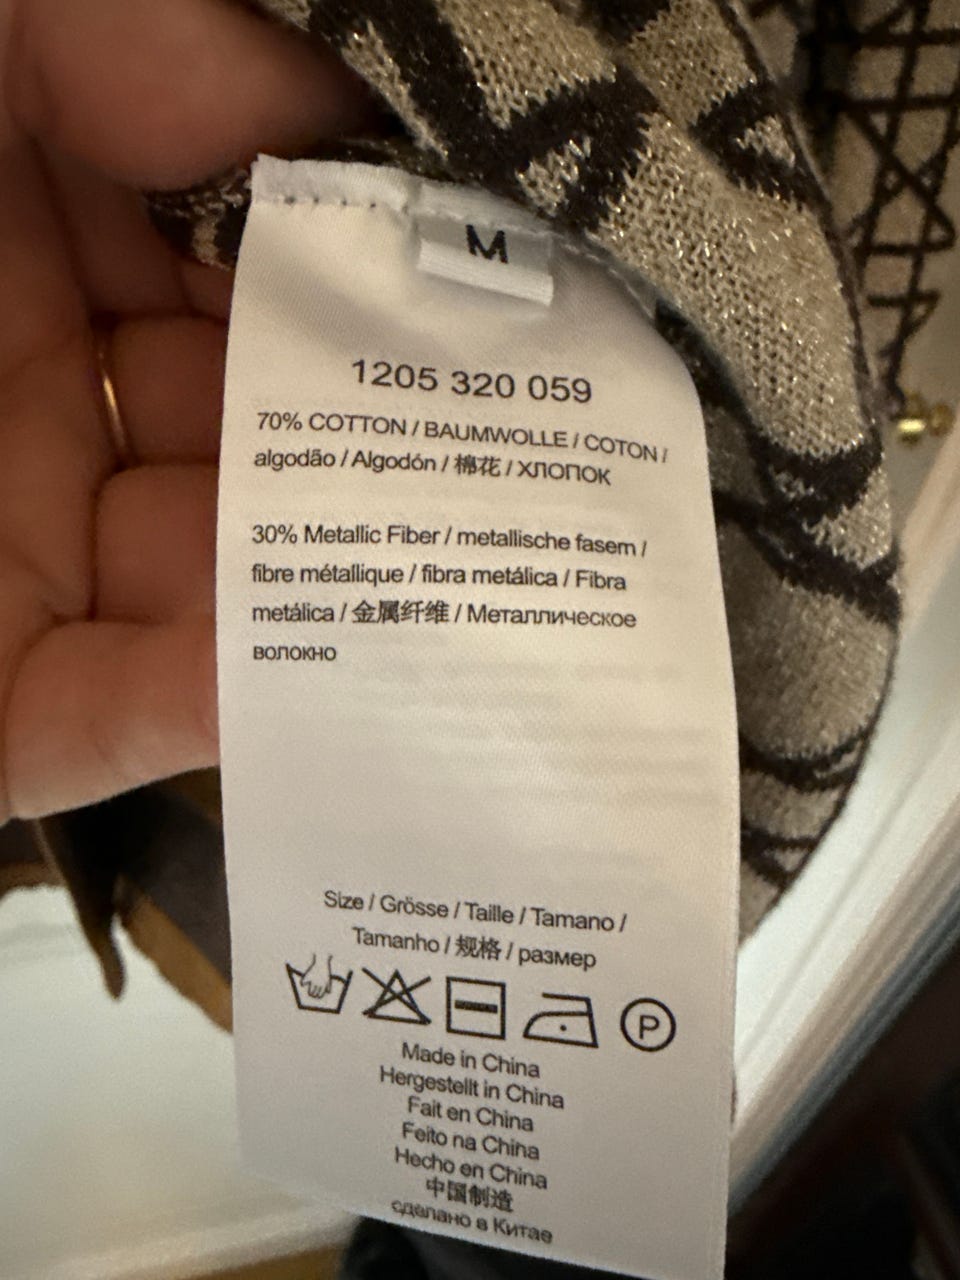 M
1205 320 059
70% COTTON / BAUMWOLLE / COTON /
algodão / Algodón / 棉花 / ХЛОПОК
30% Metallic Fiber / metallische fasern /
fibre métallique / fibra metálica / Fibra
metálica / 金属纤维 / Металлическое
волокно
Size / Grösse / Taille / Tamano /
Tamanho / 规格 / размер
P
Made in China
Hergestellt in China
Fait en China
Feito na China
Hecho en China
中国制造
сделано в Китае